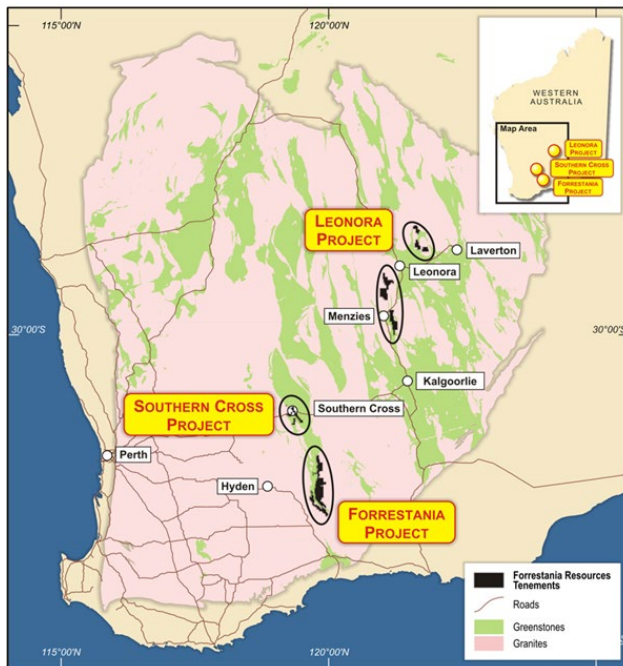 115°00'N
120°00'N
WESTERN
AUSTRALIA
Map Area
LEONORA
PROJECT
SOUTHERN CROSS
PROJECT
FORRESTANIA
PROJECT
LEONORA
PROJECT
Laverton
Leonora
Menzies
30°00'S
30°00'S
Kalgoorlie
SOUTHERN CROSS
PROJECT
Southern Cross
Perth
Hyden
FORRESTANIA
PROJECT
Forrestania Resources
Tenements
Roads
Greenstones
Granites
115°00'N
120°00'N